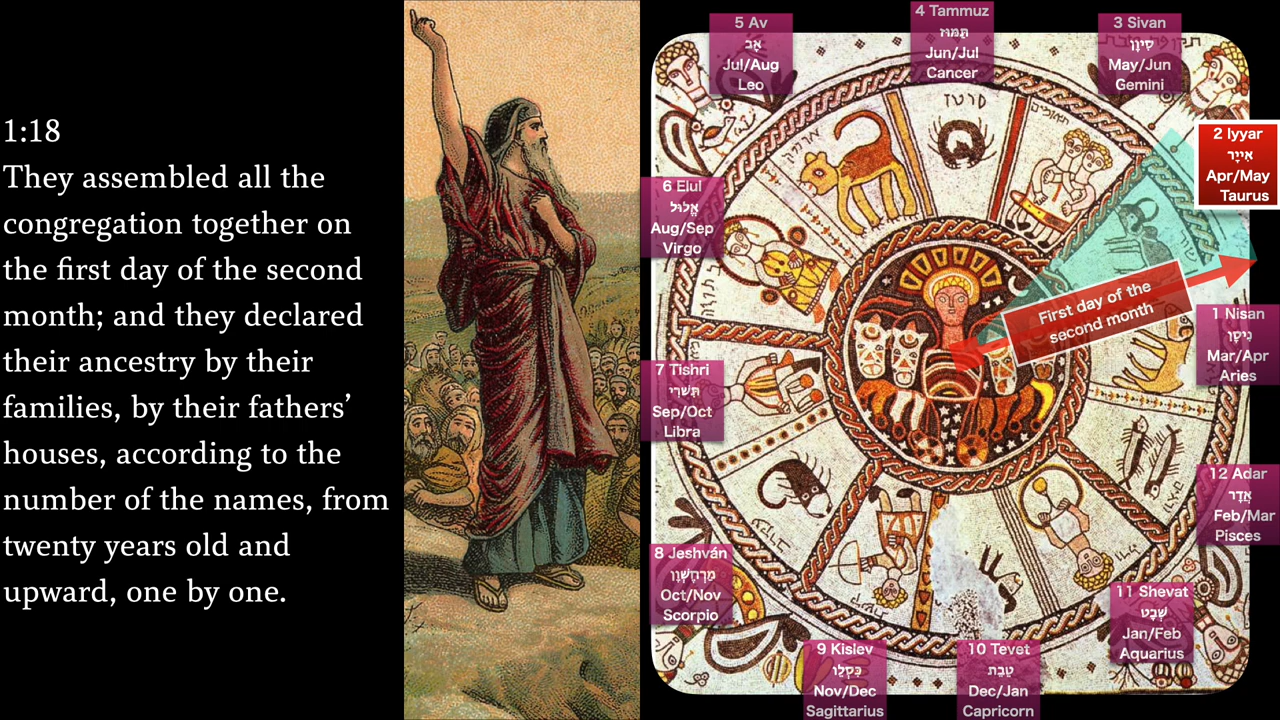 1:18
They assembled all the
congregation together on
the first day of the second
month; and they declared
their ancestry by their
families, by their fathers’
houses, according to the
number of the names, from
twenty years old and
upward, one by one.
5 Av
אָב
Jul/Aug
Leo
4 Tammuz
תַּמּוּז
Jun/Jul
Cancer
3 Sivan
סִיוָן
May/Jun
Gemini
2 Iyyar
אִייָר
Apr/May
Taurus
6 Elul
אֱלוּל
Aug/Sep
Virgo
First day of the
second month
1 Nisan
נִיסָן
Mar/Apr
Aries
7 Tishri
תִּשְׁרֵי
Sep/Oct
Libra
12 Adar
אֲדָר
Feb/Mar
Pisces
8 Jeshván
מַרְחֶשְׁוָן
Oct/Nov
Scorpio
11 Shevat
שְׁבָט
Jan/Feb
Aquarius
9 Kislev
כִּסְלֵו
Nov/Dec
Sagittarius
10 Tevet
טֵבֵת
Dec/Jan
Capricorn
סרטן